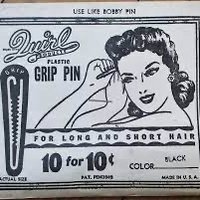 USE LIKE BOBBY PIN
Quirl
PLASTIC
GRIP PIN
GRIP
FOR LONG AND SHORT HAIR
10 for 10¢
COLOR BLACK
ACTUAL SIZE
PAT. PENDING
MADE IN U.S.A.